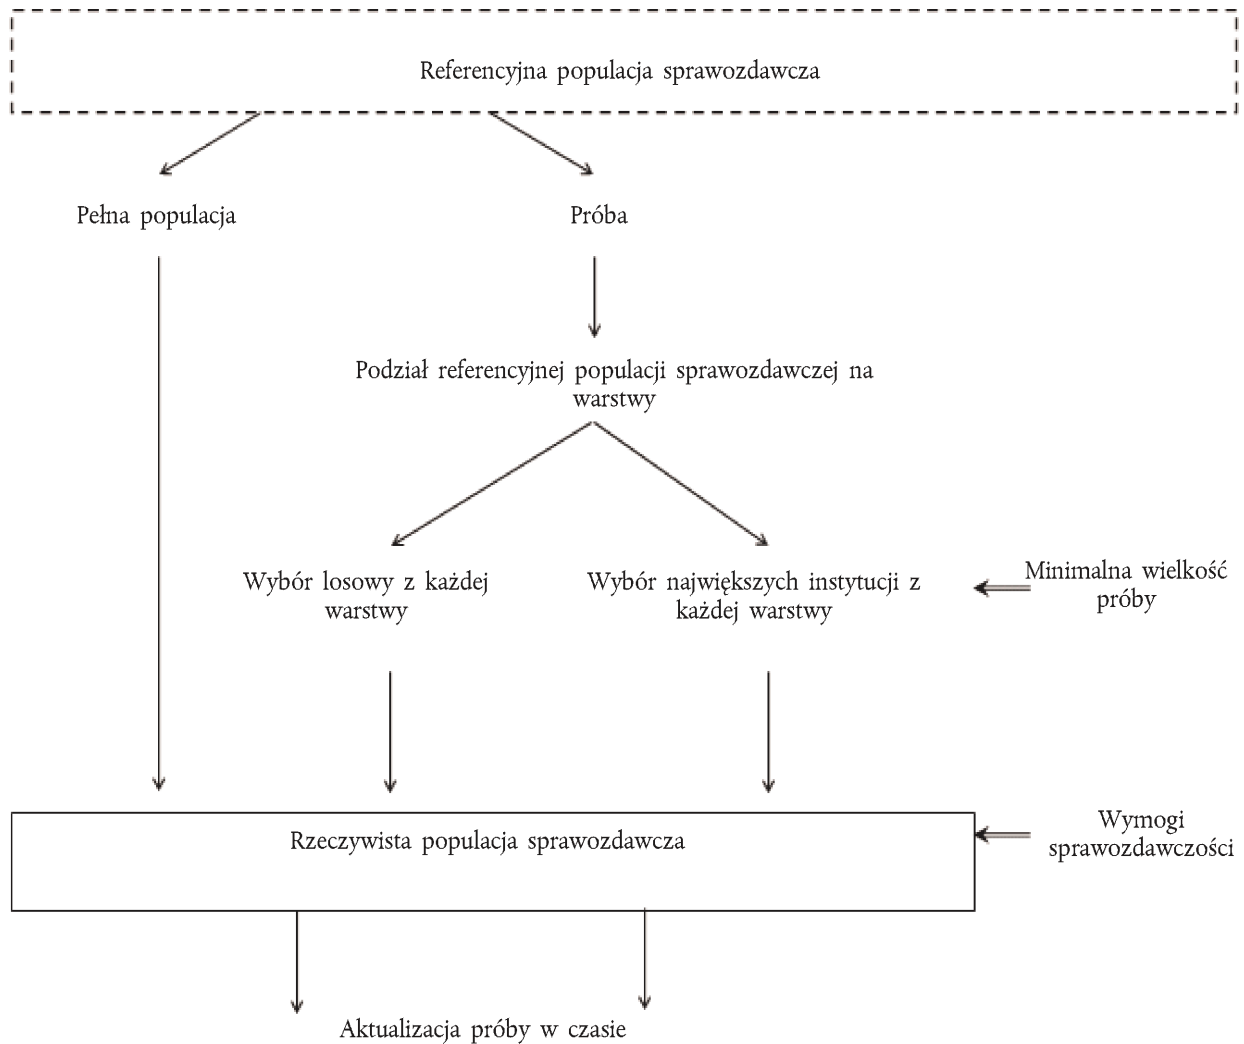 Referencyjna populacja sprawozdawcza
Pełna populacja
Próba
Podział referencyjnej populacji sprawozdawczej na
warstwy
Wybór losowy z każdej
warstwy
Wybór największych instytucji z
każdej warstwy
Minimalna wielkość
próby
Rzeczywista populacja sprawozdawcza
Wymogi
sprawozdawczości
Aktualizacja próby w czasie